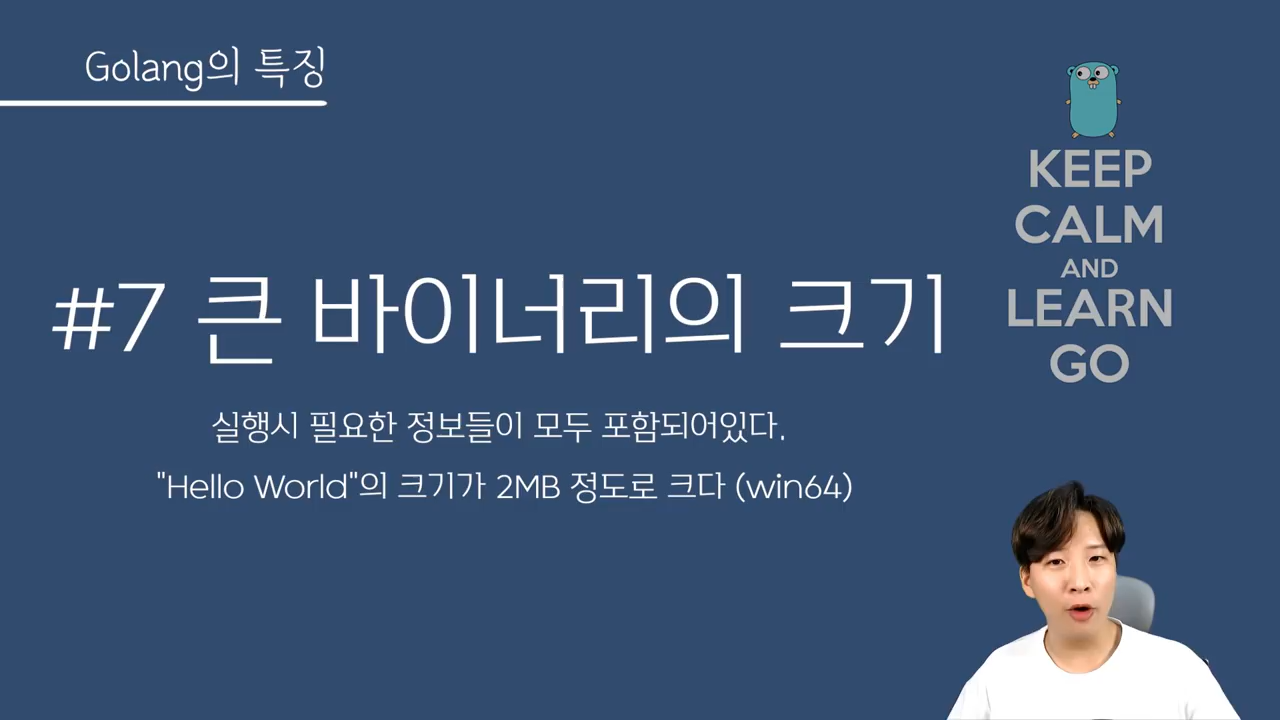 Golang의 특징
KEEP
CALM
AND
LEARN
GO
#7 큰 바이너리의 크기
실행시 필요한 정보들이 모두 포함되어있다.
"Hello World"의 크기가 2MB 정도로 크다 (win64)